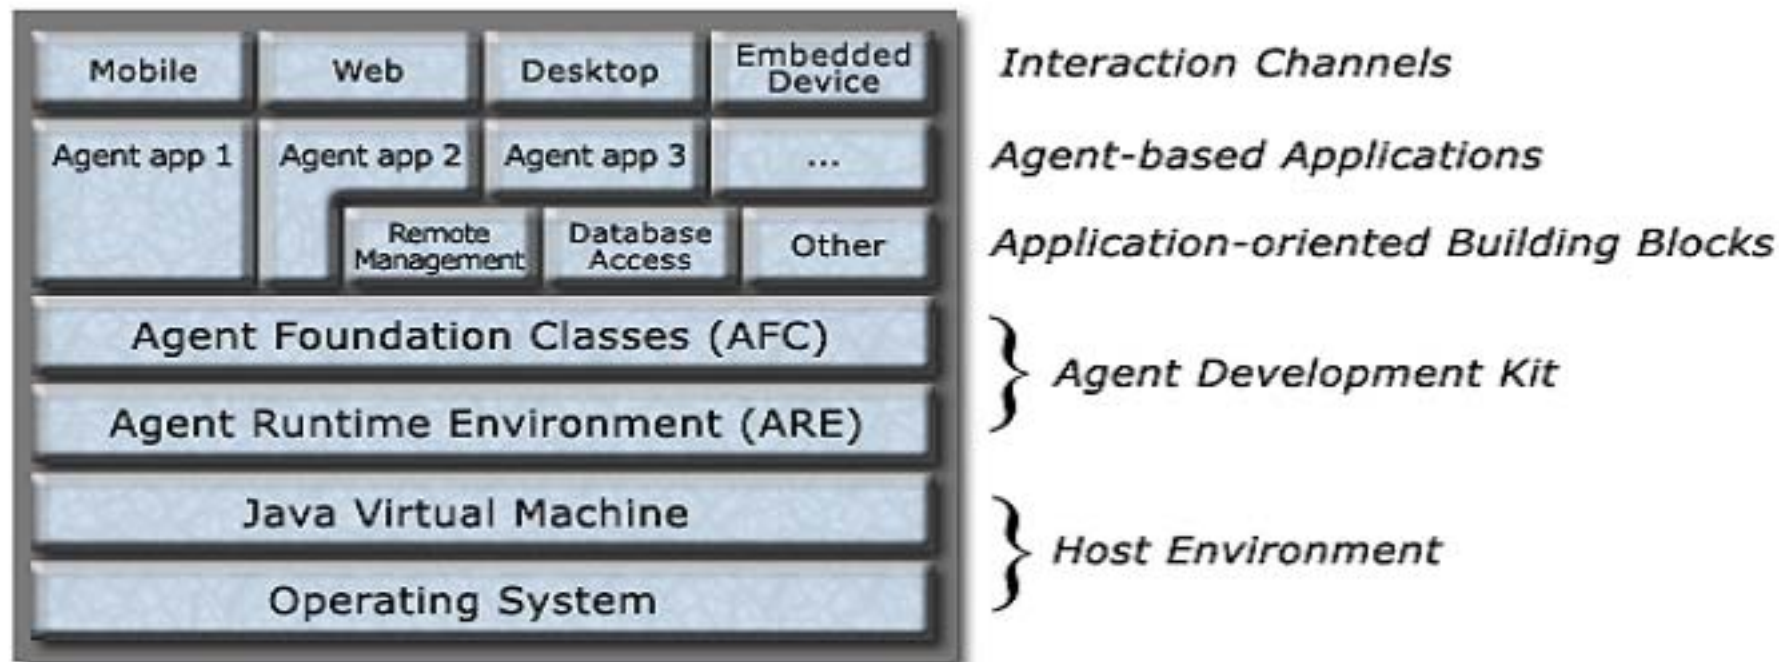 Mobile
Web
Desktop
Embedded
Device
Interaction Channels
Agent app 1
Agent app 2
Agent app 3
...
Agent-based Applications
Remote
Management
Database
Access
Other
Application-oriented Building Blocks
Agent Foundation Classes (AFC)
Agent Runtime Environment (ARE)
Agent Development Kit
Java Virtual Machine
Operating System
Host Environment